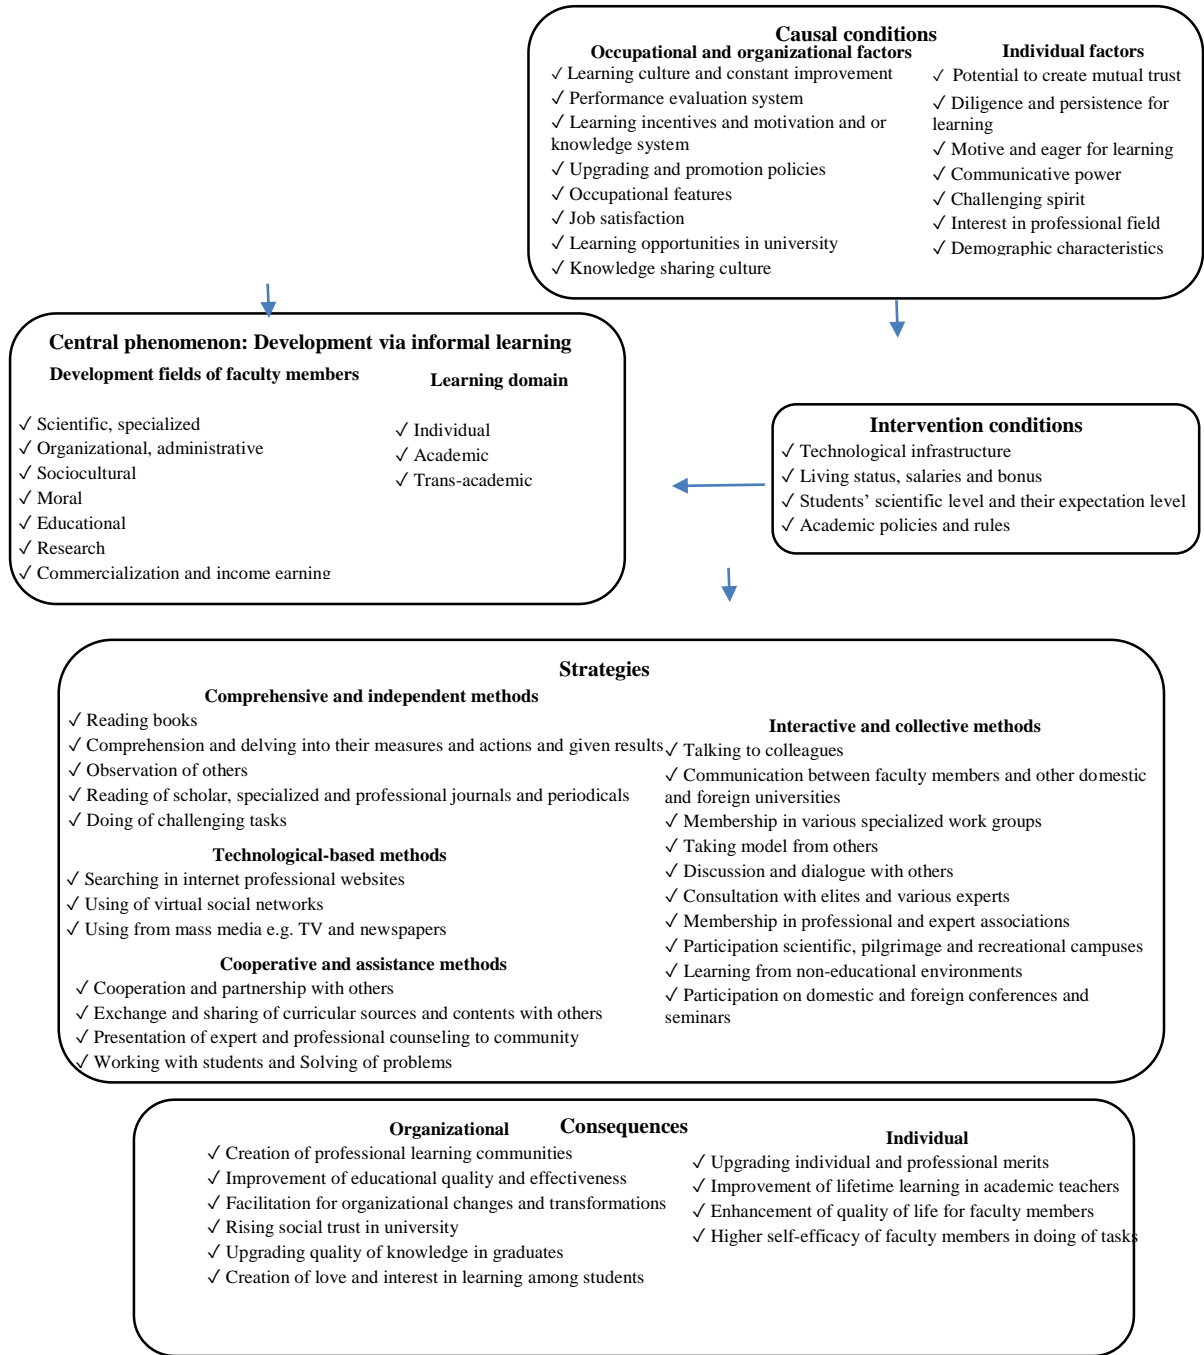 Causal conditions
Occupational and organizational factors
✓ Learning culture and constant improvement
✓ Performance evaluation system
✓ Learning incentives and motivation and or
knowledge system
✓ Upgrading and promotion policies
✓ Occupational features
✓ Job satisfaction
✓ Learning opportunities in university
✓ Knowledge sharing culture
Individual factors
✓ Potential to create mutual trust
✓ Diligence and persistence for
learning
✓ Motive and eager for learning
✓ Communicative power
✓ Challenging spirit
✓ Interest in professional field
✓ Demographic characteristics
Central phenomenon: Development via informal learning
Development fields of faculty members
✓ Scientific, specialized
✓ Organizational, administrative
✓ Sociocultural
✓ Moral
✓ Educational
✓ Research
✓ Commercialization and income earning
Learning domain
✓ Individual
✓ Academic
✓ Trans-academic
Intervention conditions
✓ Technological infrastructure
✓ Living status, salaries and bonus
✓ Students’ scientific level and their expectation level
✓ Academic policies and rules
Strategies
Comprehensive and independent methods
✓ Reading books
✓ Comprehension and delving into their measures and actions and given results
✓ Observation of others
✓ Reading of scholar, specialized and professional journals and periodicals
✓ Doing of challenging tasks
Technological-based methods
✓ Searching in internet professional websites
✓ Using of virtual social networks
✓ Using from mass media e.g. TV and newspapers
Cooperative and assistance methods
✓ Cooperation and partnership with others
✓ Exchange and sharing of curricular sources and contents with others
✓ Presentation of expert and professional counseling to community
✓ Working with students and Solving of problems
Interactive and collective methods
✓ Talking to colleagues
✓ Communication between faculty members and other domestic
and foreign universities
✓ Membership in various specialized work groups
✓ Taking model from others
✓ Discussion and dialogue with others
✓ Consultation with elites and various experts
✓ Membership in professional and expert associations
✓ Participation scientific, pilgrimage and recreational campuses
✓ Learning from non-educational environments
✓ Participation on domestic and foreign conferences and
seminars
Consequences
Organizational
✓ Creation of professional learning communities
✓ Improvement of educational quality and effectiveness
✓ Facilitation for organizational changes and transformations
✓ Rising social trust in university
✓ Upgrading quality of knowledge in graduates
✓ Creation of love and interest in learning among students
Individual
✓ Upgrading individual and professional merits
✓ Improvement of lifetime learning in academic teachers
✓ Enhancement of quality of life for faculty members
✓ Higher self-efficacy of faculty members in doing of tasks